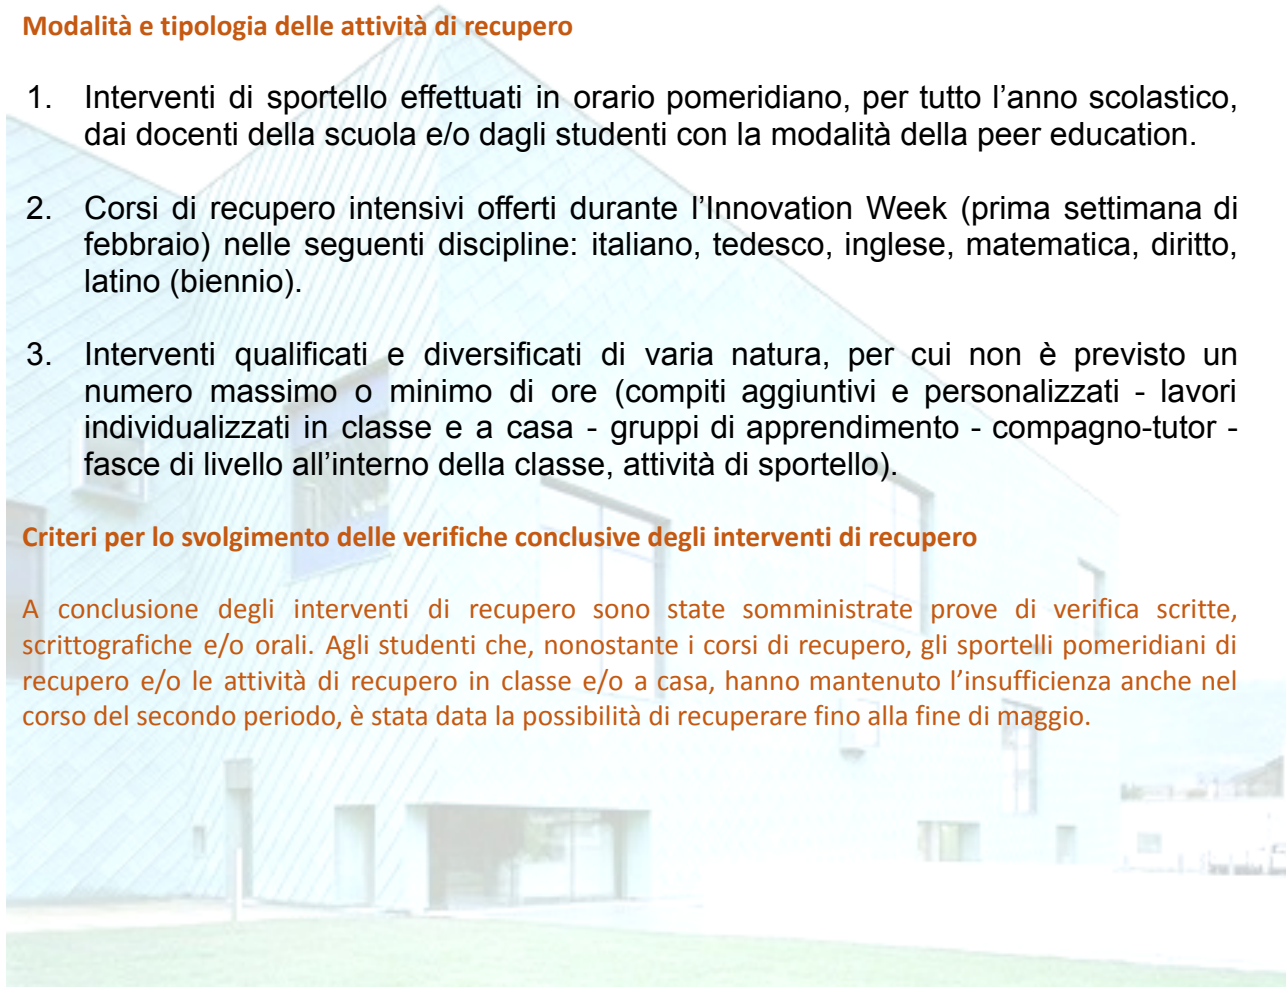 Modalità e tipologia delle attività di recupero
1. Interventi di sportello effettuati in orario pomeridiano, per tutto l’anno scolastico,
dai docenti della scuola e/o dagli studenti con la modalità della peer education.
2. Corsi di recupero intensivi offerti durante l’Innovation Week (prima settimana di
febbraio) nelle seguenti discipline: italiano, tedesco, inglese, matematica, diritto,
latino (biennio).
3. Interventi qualificati e diversificati di varia natura, per cui non è previsto un
numero massimo o minimo di ore (compiti aggiuntivi e personalizzati - lavori
individualizzati in classe e a casa - gruppi di apprendimento - compagno-tutor -
fasce di livello all’interno della classe, attività di sportello).
Criteri per lo svolgimento delle verifiche conclusive degli interventi di recupero
A conclusione degli interventi di recupero sono state somministrate prove di verifica scritte,
scrittografiche e/o orali. Agli studenti che, nonostante i corsi di recupero, gli sportelli pomeridiani di
recupero e/o le attività di recupero in classe e/o a casa, hanno mantenuto l’insufficienza anche nel
corso del secondo periodo, è stata data la possibilità di recuperare fino alla fine di maggio.